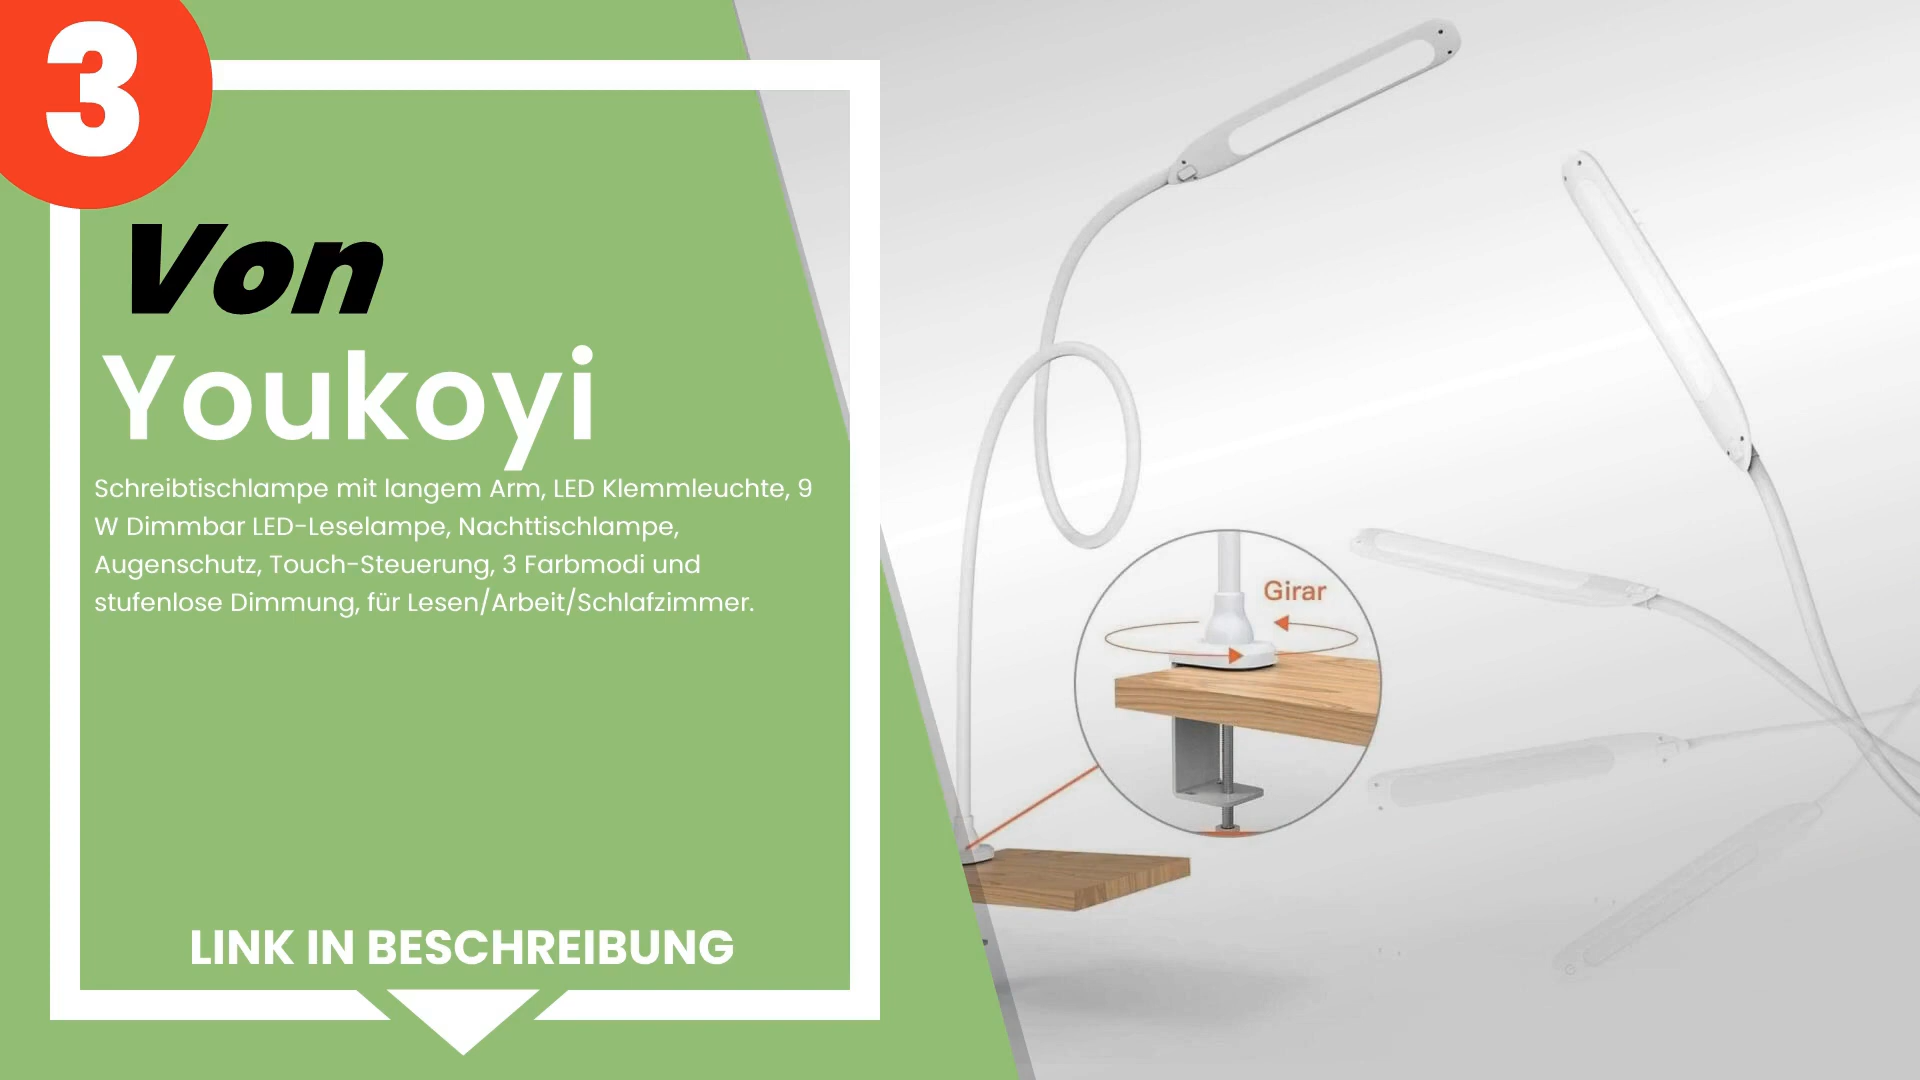 3
Von
Youkoyi
Schreibtischlampe mit langem Arm, LED Klemmleuchte, 9
W Dimmbar LED-Leselampe, Nachttischlampe,
Augenschutz, Touch-Steuerung, 3 Farbmodi und
stufenlose Dimmung, für Lesen/Arbeit/Schlafzimmer.
LINK IN BESCHREIBUNG
Girar